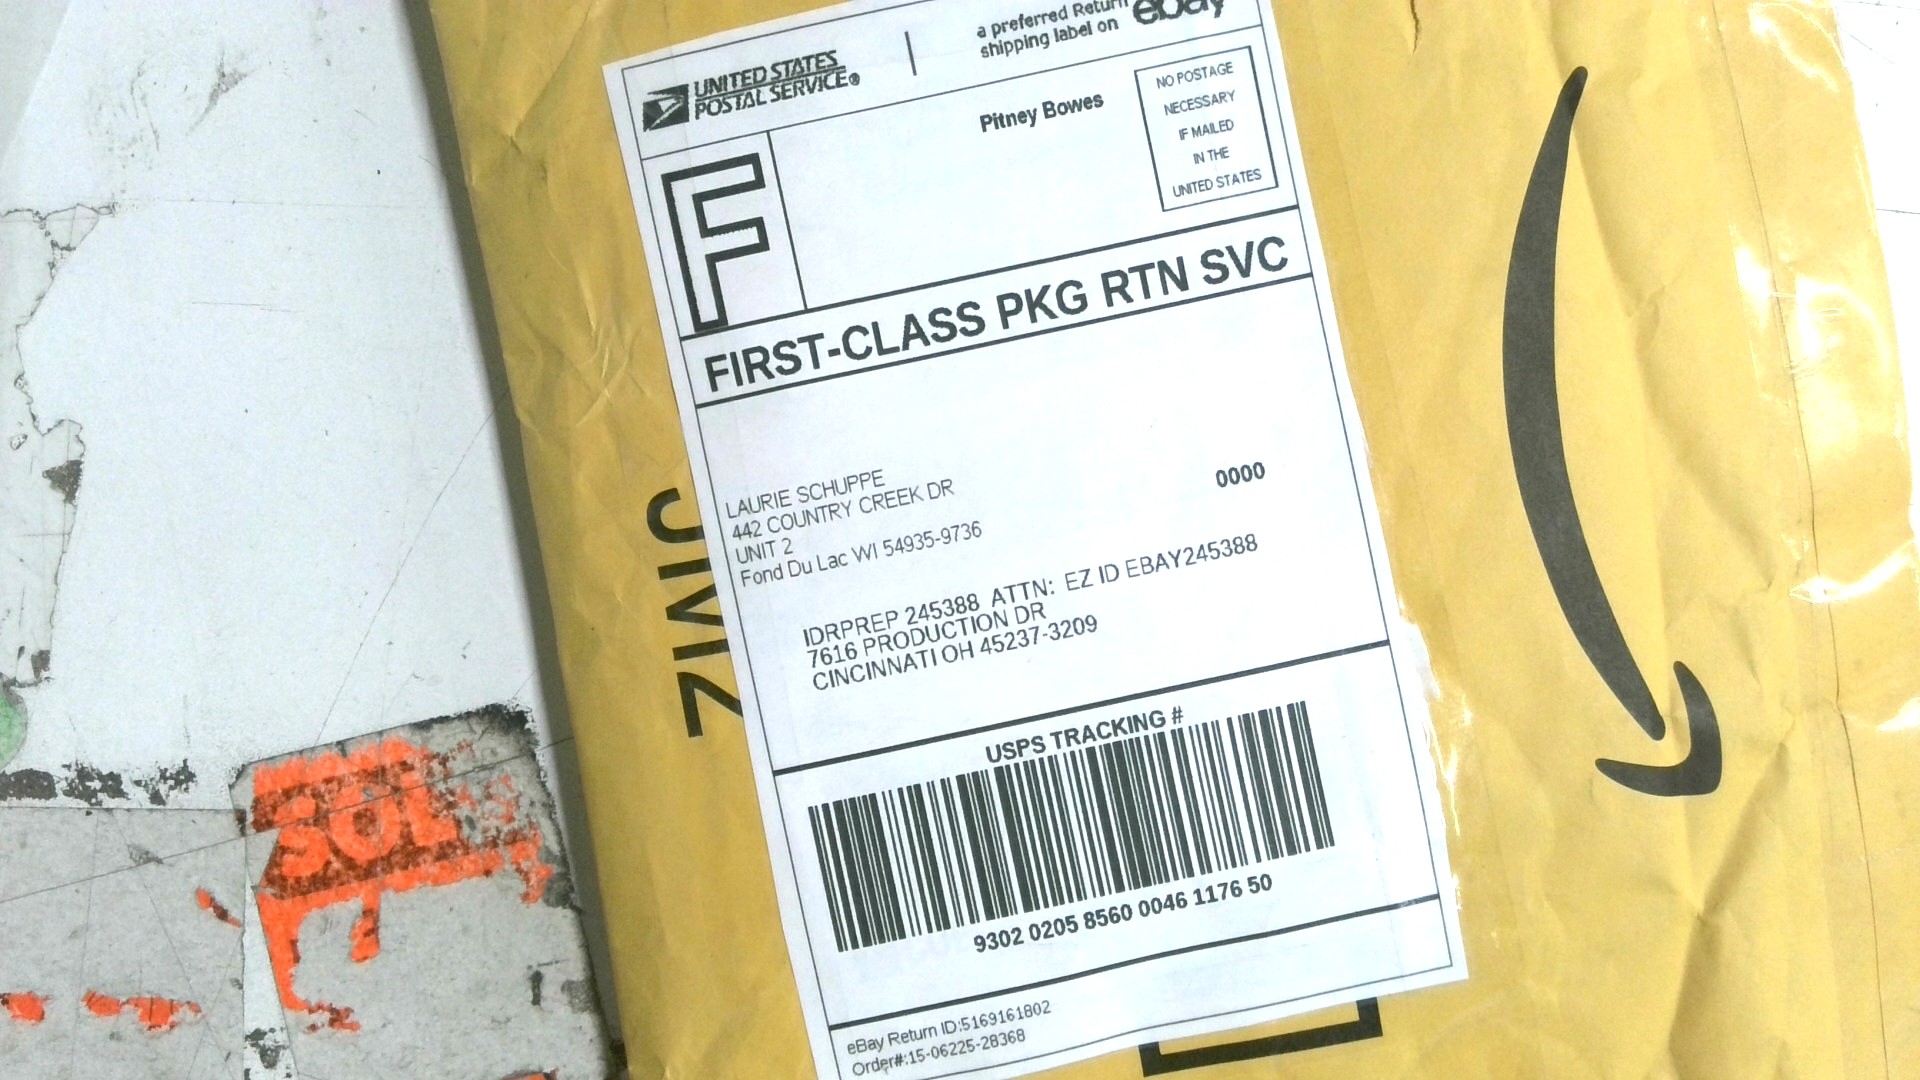 UNITED STATES
POSTAL SERVICE®
a preferred Return
shipping label on
ebay
Pitney Bowes
NO POSTAGE
NECESSARY
IF MAILED
IN THE
UNITED STATES
F
FIRST-CLASS PKG RTN SVC
LAURIE SCHUPPE
442 COUNTRY CREEK DR
UNIT 2
Fond Du Lac WI 54935-9736
0000
IDRPREP 245388 ATTN: EZ ID EBAY245388
7616 PRODUCTION DR
CINCINNATI OH 45237-3209
USPS TRACKING #
9302 0205 8560 0046 1176 50
eBay Return ID:5169161802
Order#:15-06225-28368
JMIZ